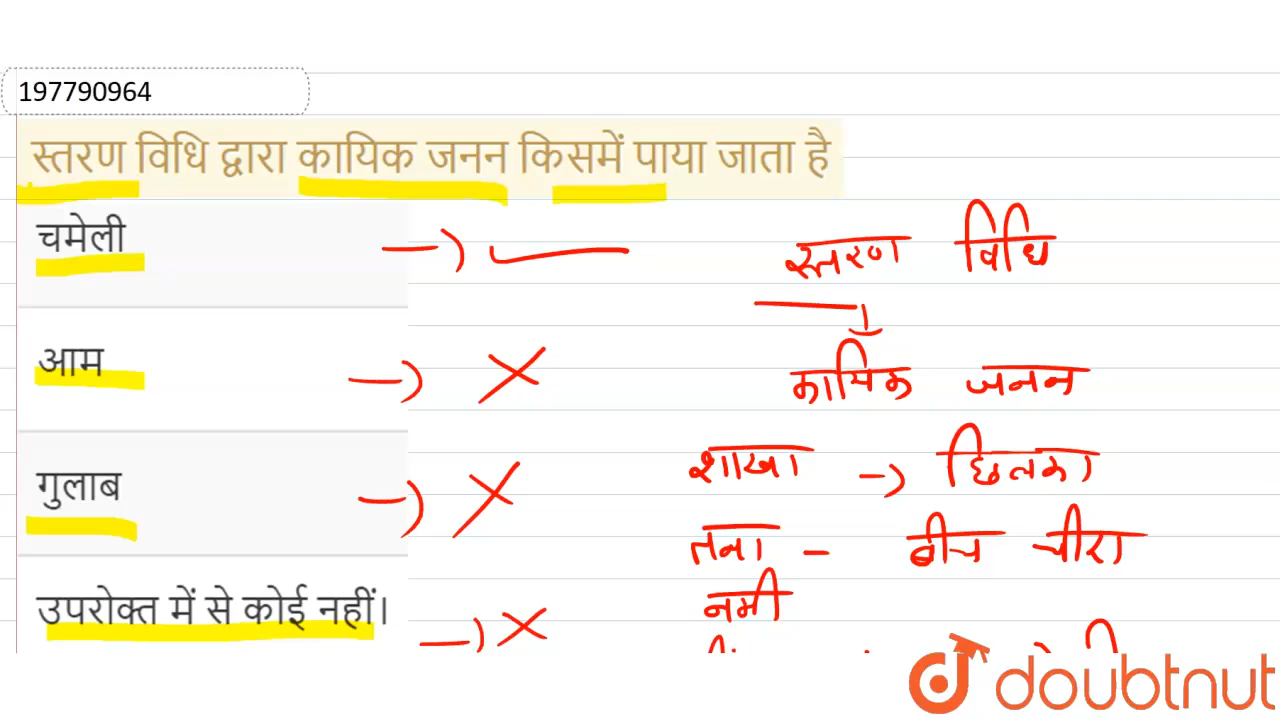 197790964
स्तरण विधि द्वारा कायिक जनन किसमें पाया जाता है
चमेली
स्तरण विधि
आम
कायिक जनन
गुलाब
शाखा → छिलका
तना – बीच चीरा
नमी
उपरोक्त में से कोई नहीं।
doubtnut